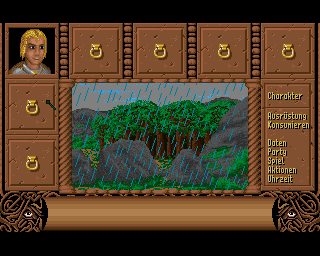 Charakter
Ausrüstung
Konsumieren
Daten
Party
Spiel
Aktionen
Uhrzeit